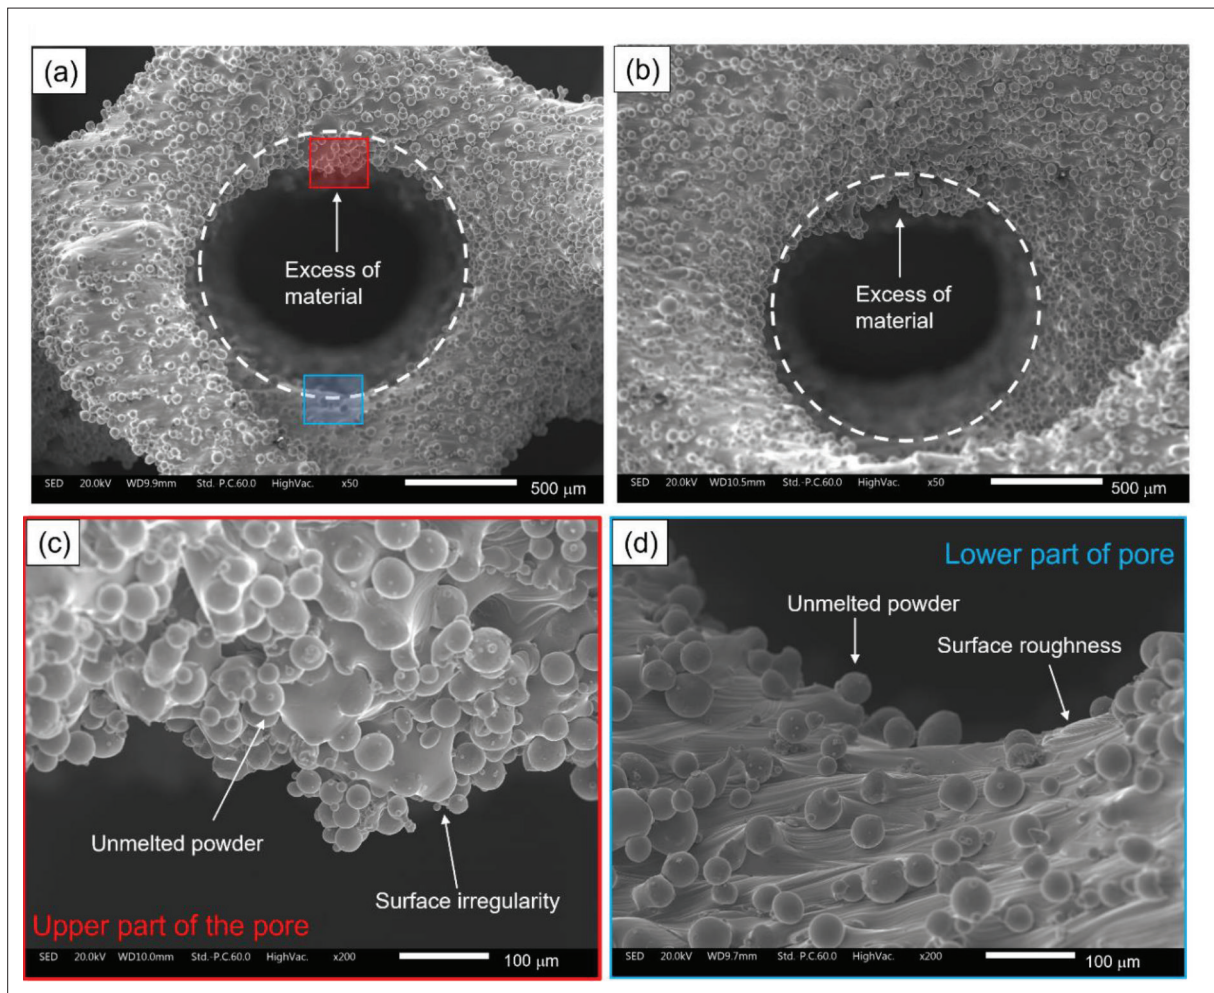 (a)
Excess of
material
SED 20.0kV WD9.9mm Std.-P.C.60.0 HighVac. x50 500 μm
(b)
Excess of
material
SED 20.0kV WD10.5mm Std.-P.C.60.0 HighVac. x50 500 μm
(c)
Unmelted powder
Surface irregularity
Upper part of the pore
SED 20.0kV WD10.0mm Std.-P.C.60.0 HighVac. x200 100 μm
(d)
Lower part of pore
Unmelted powder
Surface roughness
SED 20.0kV WD9.7mm Std.-P.C.60.0 HighVac. x200 100 μm